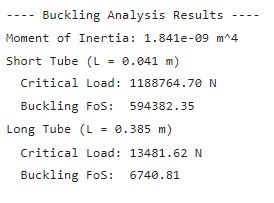 ---- Buckling Analysis Results ----
Moment of Inertia: 1.841e-09 m^4
Short Tube (L = 0.041 m)
  Critical Load: 1188764.70 N
  Buckling FoS:  594382.35
Long Tube (L = 0.385 m)
  Critical Load: 13481.62 N
  Buckling FoS:  6740.81